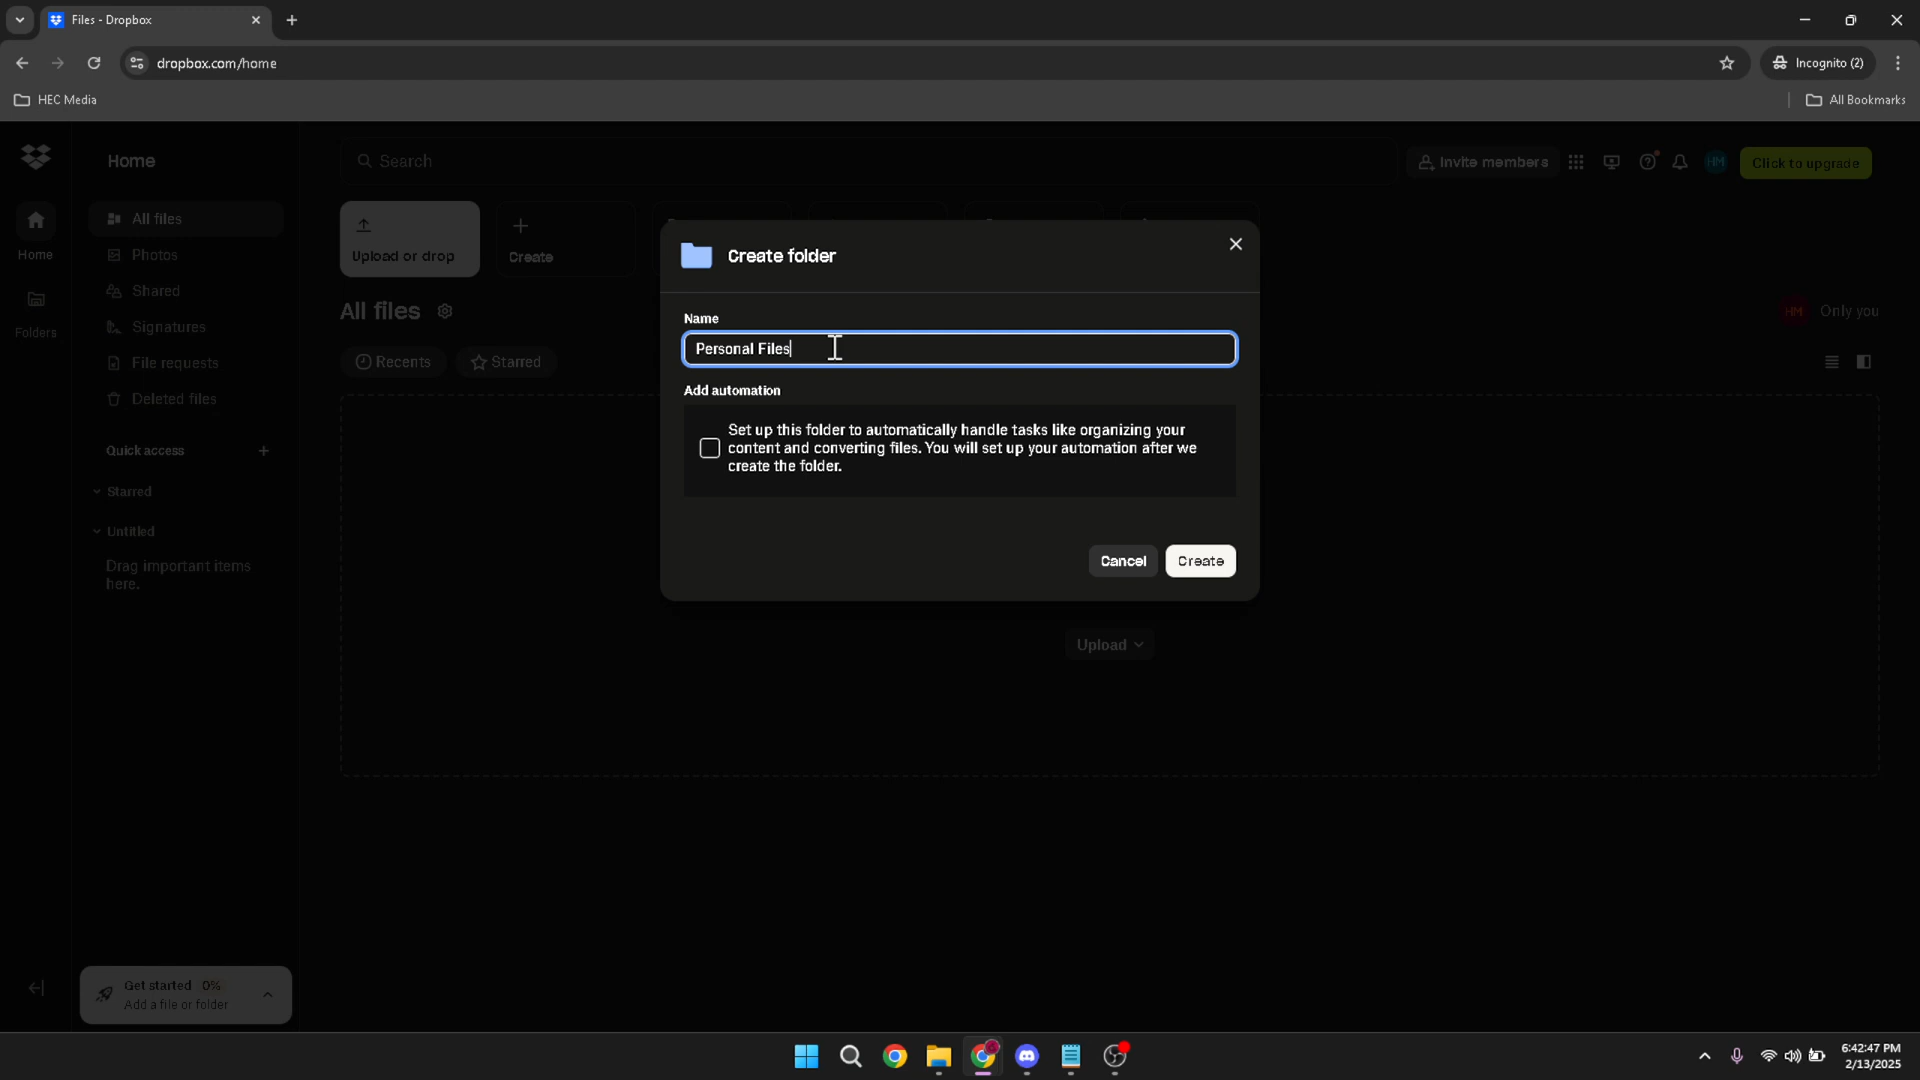 Files - Dropbox
dropbox.com/home
Incognito (2)
HEC Media
All Bookmarks
Home
Search
Invite members
HM
Click to upgrade
Home
Folders
All files
Photos
Shared
Signatures
File requests
Deleted files
Quick access
Starred
Untitled
Drag important items
here.
Upload or drop
Create
All files
HM
Only you
Recents
Starred
Create folder
Name
Personal Files
Add automation
Set up this folder to automatically handle tasks like organizing your
content and converting files. You will set up your automation after we
create the folder.
Cancel
Create
Upload
Get started 0%
Add a file or folder
6:42:47 PM
2/13/2025